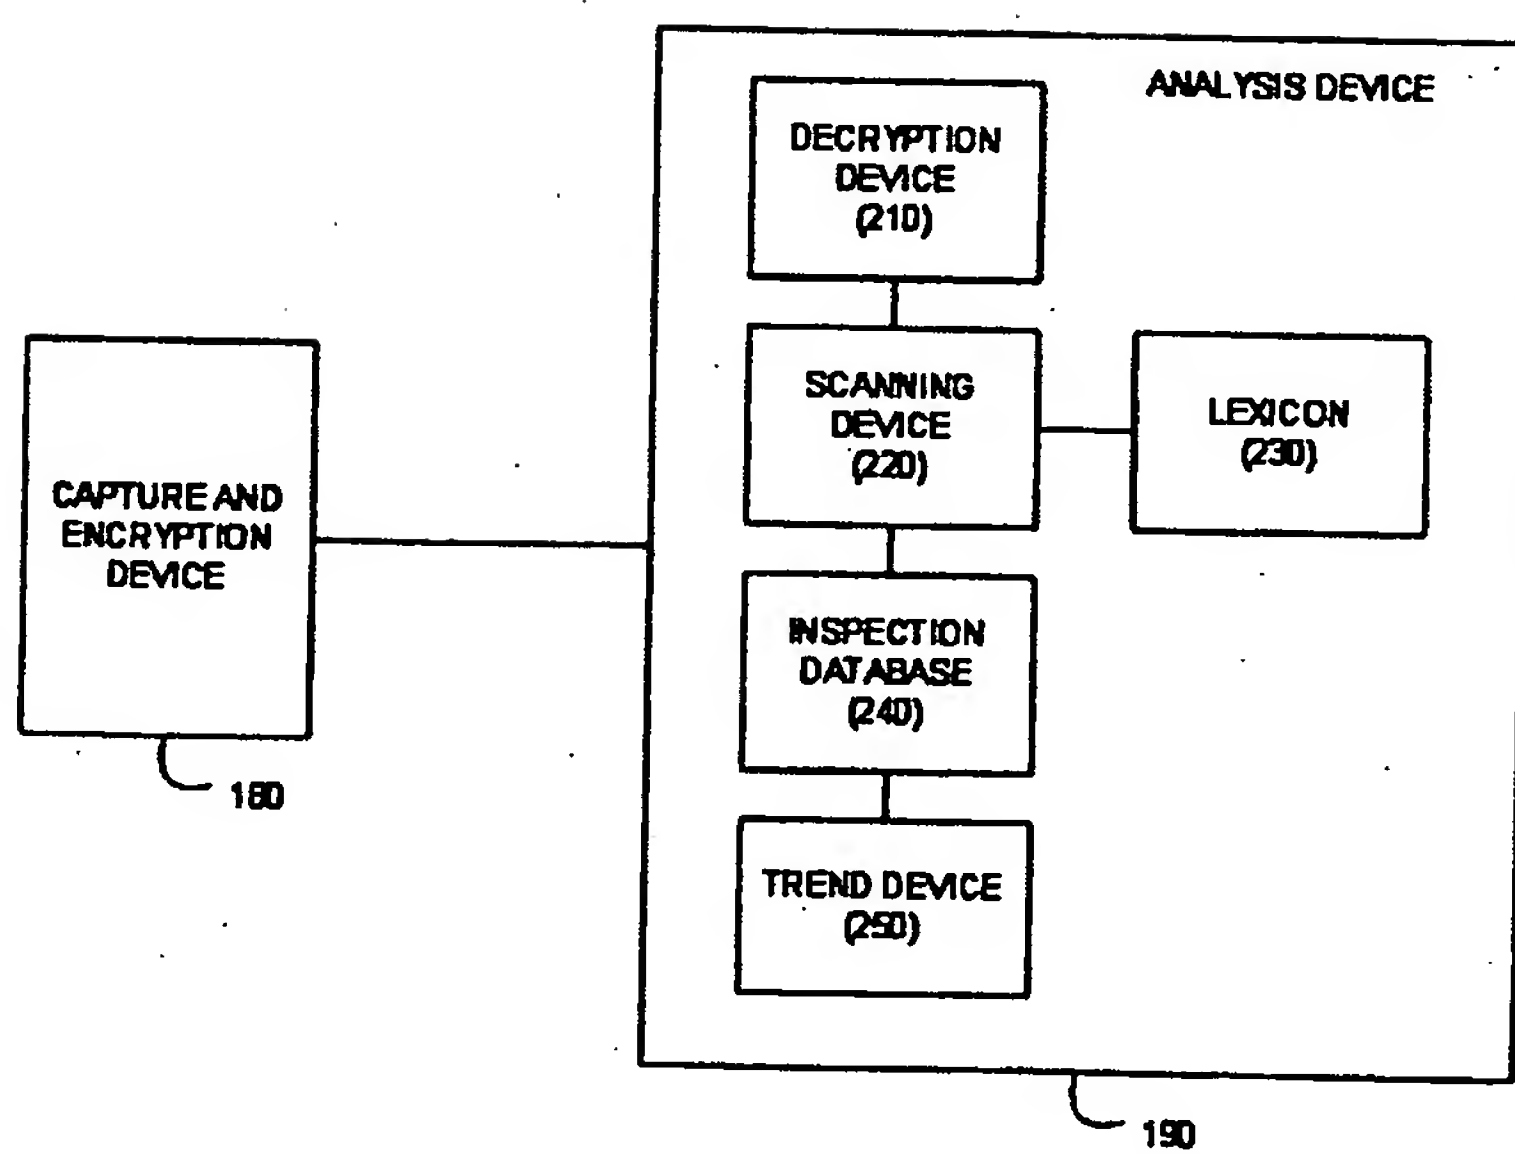 ANALYSIS DEVICE
DECRYPTION
DEVICE
(210)
SCANNING
DEVICE
(220)
LEXICON
(230)
CAPTURE AND
ENCRYPTION
DEVICE
INSPECTION
DATABASE
(240)
180
TREND DEVICE
(250)
190